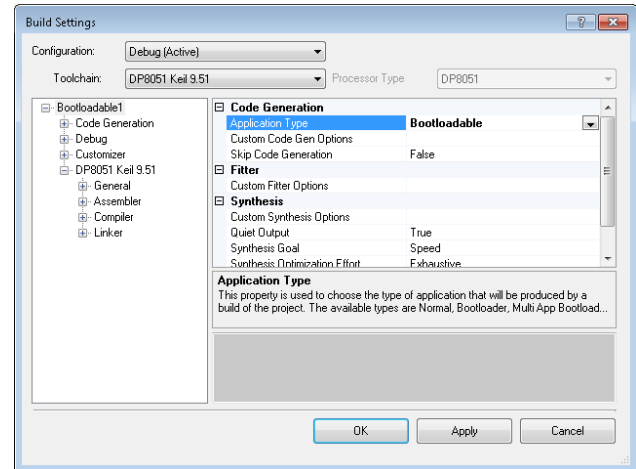 Build Settings
Configuration: Debug (Active)
Toolchain: DP8051 Keil 9.51 Processor Type DP8051
Bootloadable1
Code Generation
Debug
Customizer
DP8051 Keil 9.51
General
Assembler
Compiler
Linker
Code Generation
Application Type Bootloadable
Custom Code Gen Options
Skip Code Generation False
Fitter
Custom Fitter Options
Synthesis
Custom Synthesis Options
Quiet Output True
Synthesis Goal Speed
Synthesis Optimization Effort Exhaustive
Application Type
This property is used to choose the type of application that will be produced by a
build of the project. The available types are Normal, Bootloader, Multi App Bootload...
OK Apply Cancel